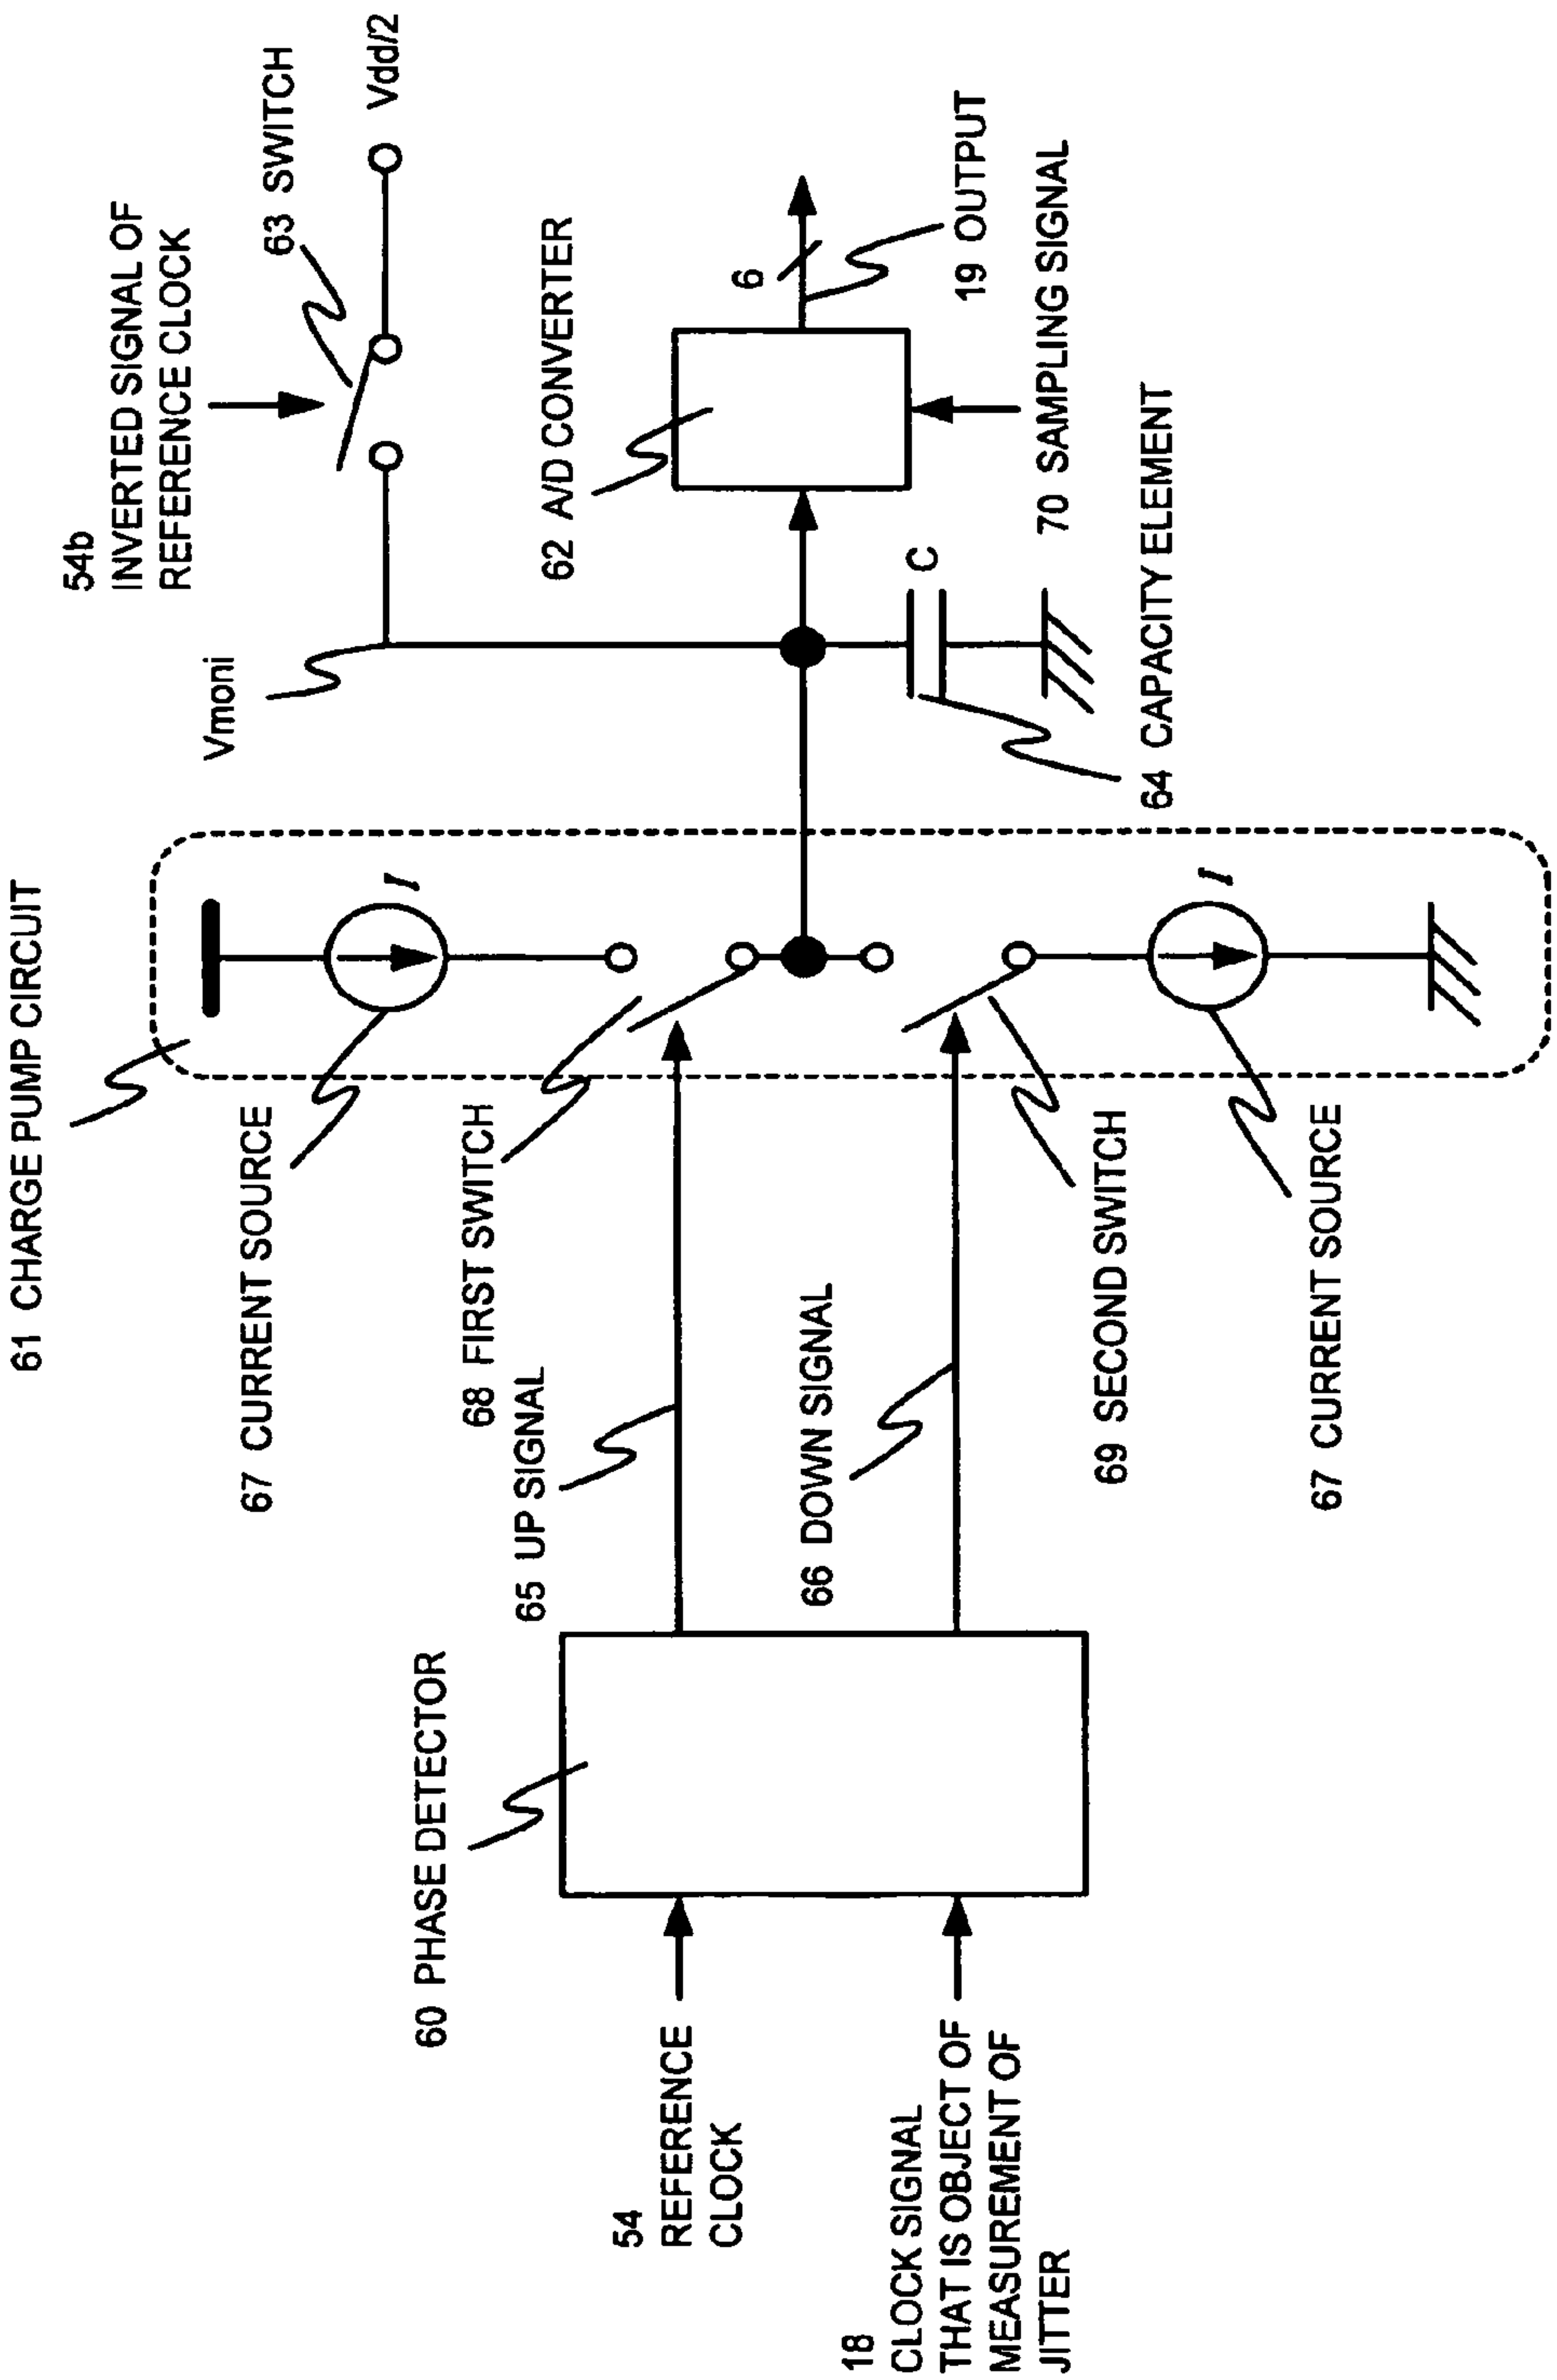 61 CHARGE PUMP CIRCUIT
54b
INVERTED SIGNAL OF
REFERENCE CLOCK
63 SWITCH
Vdd/2
Vmoni
67 CURRENT SOURCE
I
68 FIRST SWITCH
65 UP SIGNAL
60 PHASE DETECTOR
62 A/D CONVERTER
6
19 OUTPUT
C
70 SAMPLING SIGNAL
64 CAPACITY ELEMENT
54
REFERENCE
CLOCK
66 DOWN SIGNAL
18
CLOCK SIGNAL
THAT IS OBJECT OF
MEASUREMENT OF
JITTER
69 SECOND SWITCH
I
67 CURRENT SOURCE